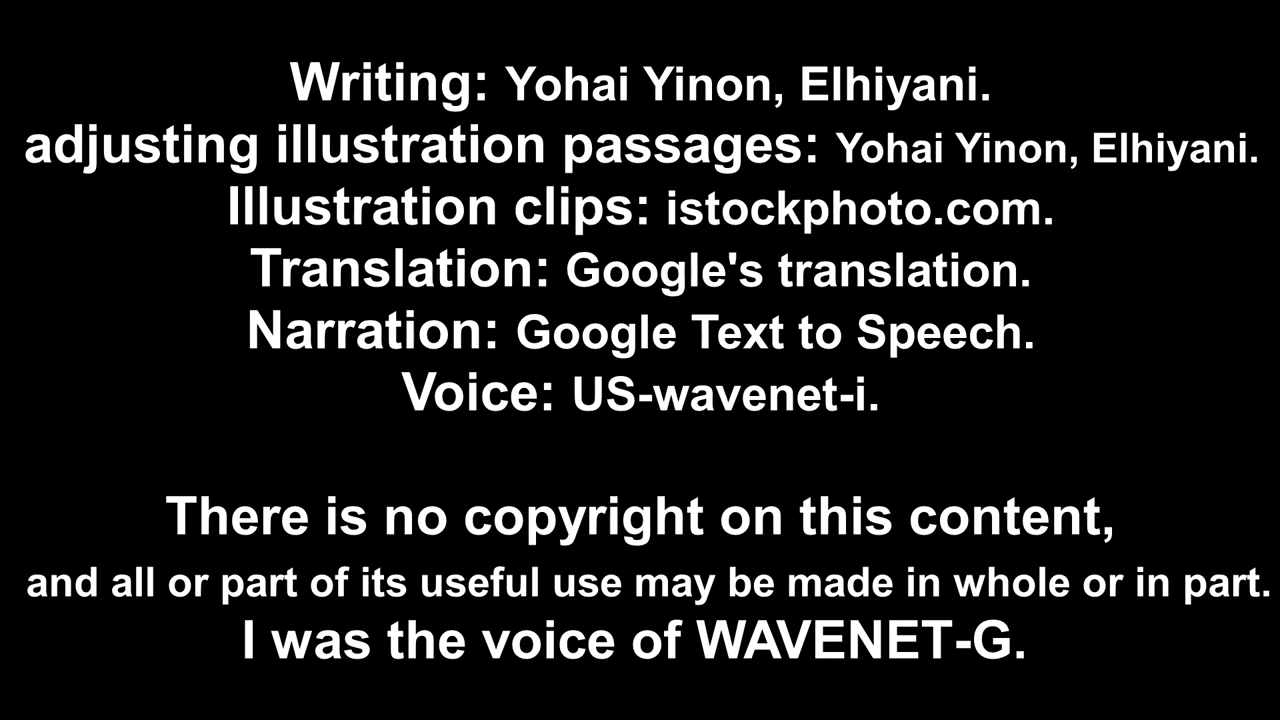 Writing: Yohai Yinon, Elhiyani.
adjusting illustration passages: Yohai Yinon, Elhiyani.
Illustration clips: istockphoto.com.
Translation: Google's translation.
Narration: Google Text to Speech.
Voice: US-wavenet-i.
There is no copyright on this content,
and all or part of its useful use may be made in whole or in part.
I was the voice of WAVENET-G.